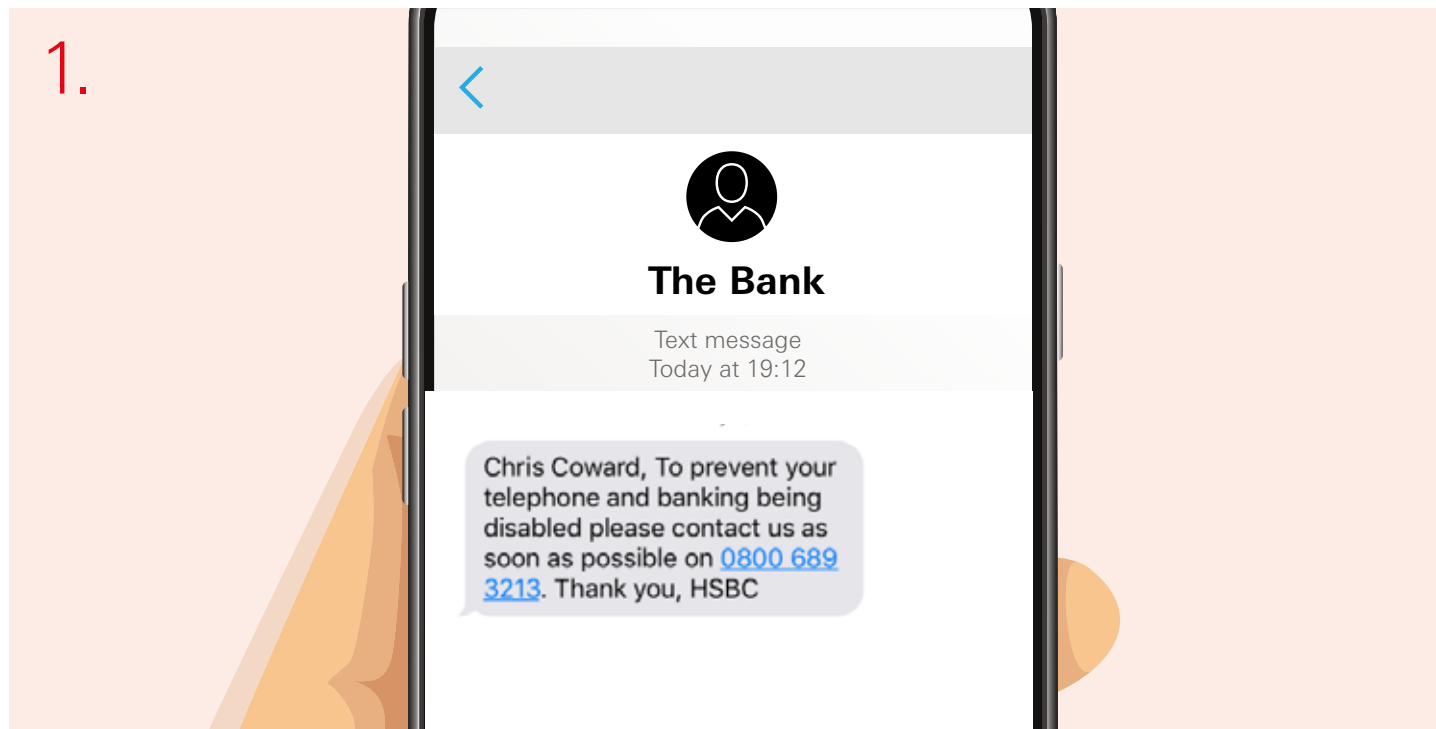 1.
The Bank
Text message
Today at 19:12
Chris Coward, To prevent your
telephone and banking being
disabled please contact us as
soon as possible on 0800 689
3213. Thank you, HSBC